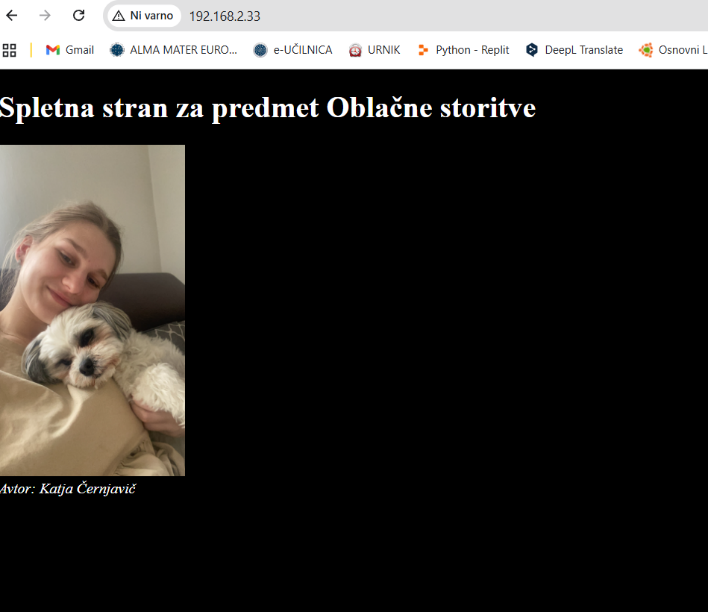 Ni varno 192.168.2.33
Gmail ALMA MATER EURO... e-UČILNICA URNIK Python - Replit DeepL Translate Osnovni L
Spletna stran za predmet Oblačne storitve
Avtor: Katja Černjavič